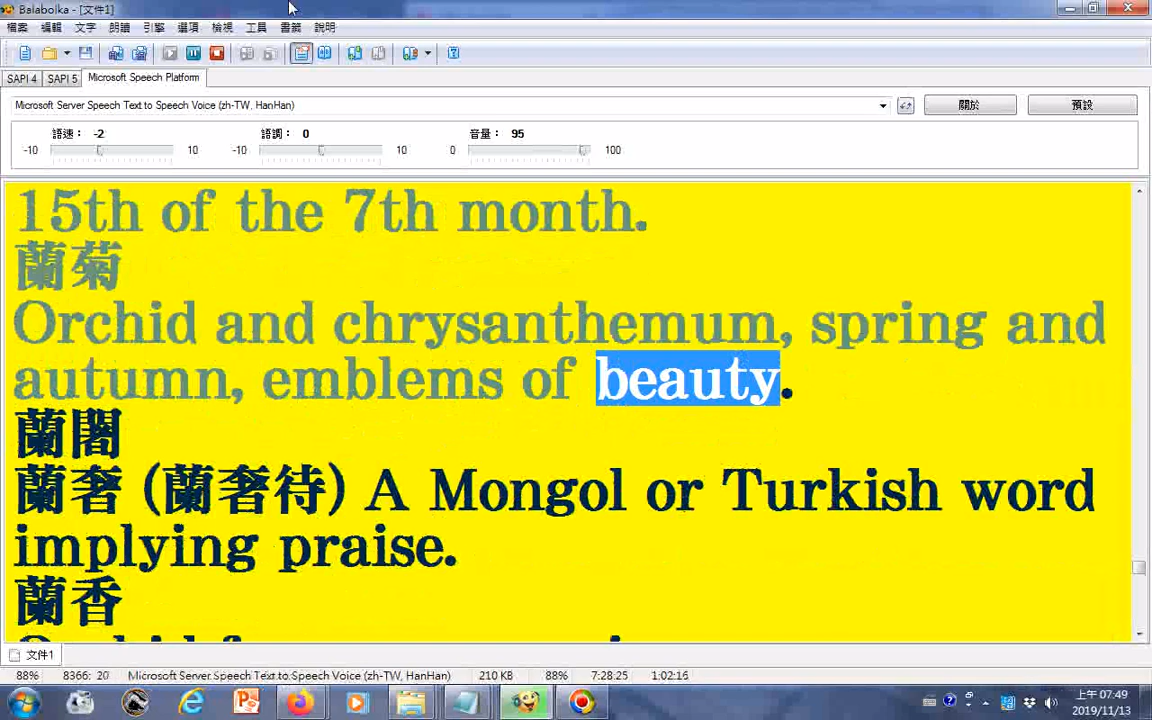 Balabolka - [文件1]
檔案 編輯 文字 朗讀 引擎 選項 檢視 工具 書籤 說明
SAPI 4 SAPI 5 Microsoft Speech Platform
Microsoft Server Speech Text to Speech Voice (zh-TW, HanHan) 關於 預設
語速： -2 語調： 0 音量： 95
-10 10 -10 10 0 100
15th of the 7th month.
蘭菊
Orchid and chrysanthemum, spring and
autumn, emblems of beauty.
蘭闍
蘭奢 (蘭奢待) A Mongol or Turkish word
implying praise.
蘭香
文件1
88% 8366: 20 Microsoft Server Speech Text to Speech Voice (zh-TW, HanHan) 210 KB 88% 7:28:25 1:02:16
上午 07:49
2019/11/13